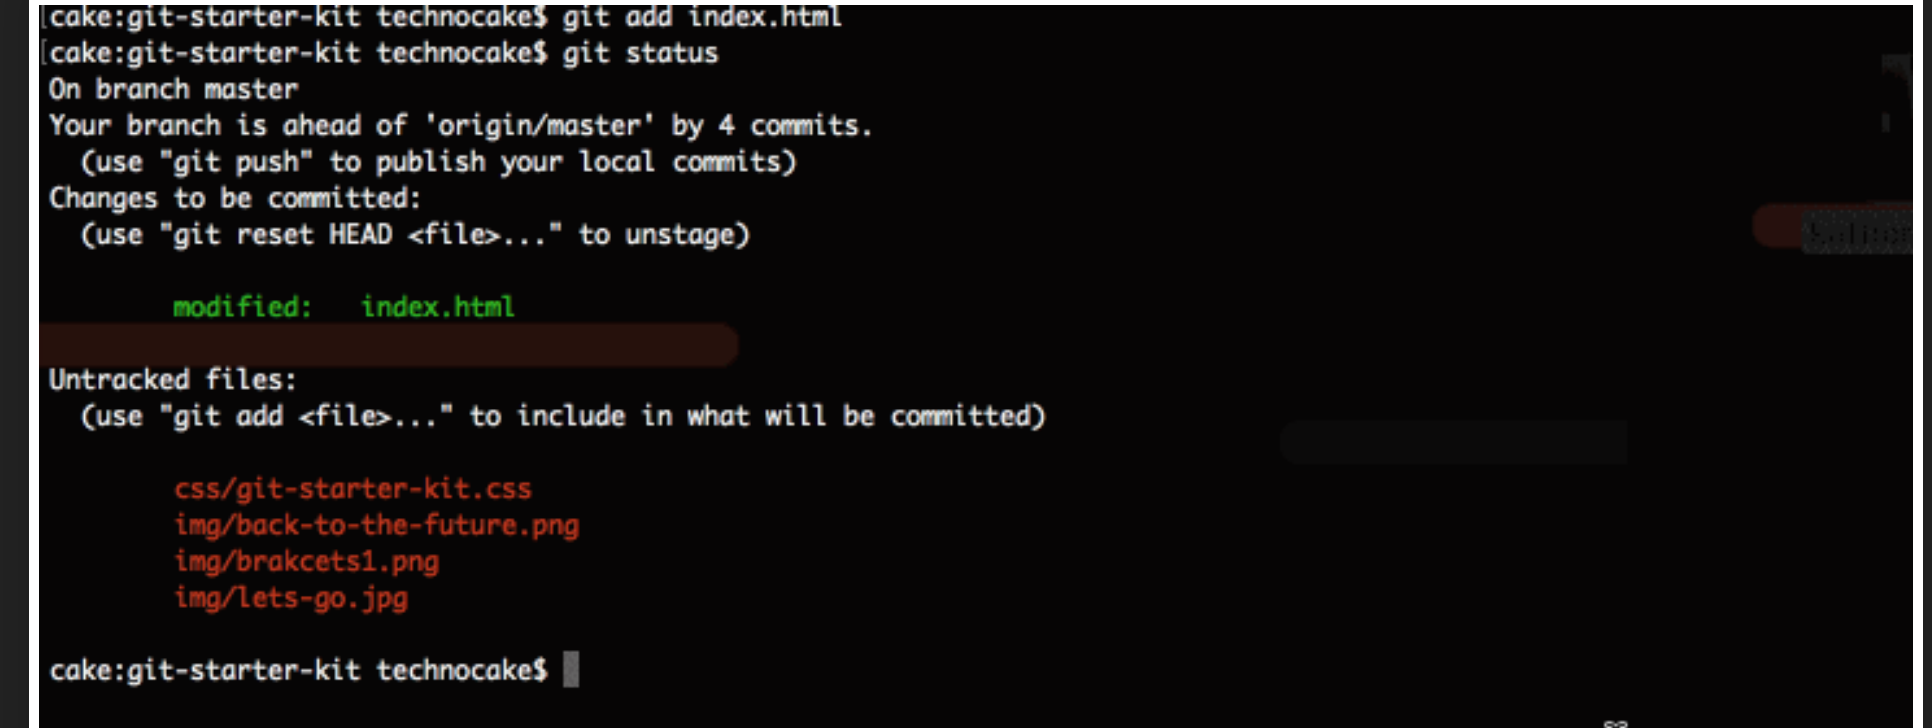 [cake:git-starter-kit technocake$ git add index.html
[cake:git-starter-kit technocake$ git status
On branch master
Your branch is ahead of 'origin/master' by 4 commits.
  (use "git push" to publish your local commits)
Changes to be committed:
  (use "git reset HEAD <file>..." to unstage)
modified:   index.html
Untracked files:
  (use "git add <file>..." to include in what will be committed)
css/git-starter-kit.css
img/back-to-the-future.png
img/brakcets1.png
img/lets-go.jpg
cake:git-starter-kit technocake$